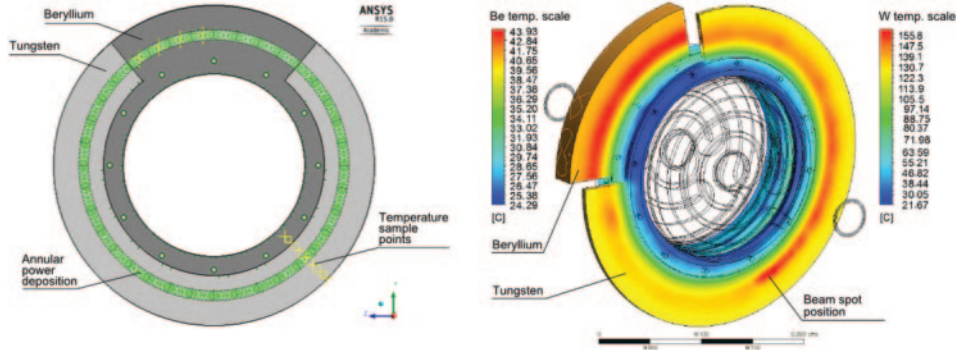 Beryllium
Tungsten
ANSYS
R15.0
Academic
Annular
power
deposition
Temperature
sample
points
Y
Z
Be temp. scale
43.93
42.84
41.75
40.65
39.56
38.47
37.38
36.29
35.20
34.11
33.02
31.93
30.84
29.74
28.65
27.56
26.47
25.38
24.29
[C]
W temp. scale
155.8
147.5
139.1
130.7
122.3
113.9
105.5
97.14
88.75
80.37
71.98
63.59
55.21
46.82
38.44
30.05
21.67
[C]
Beryllium
Tungsten
Beam spot
position
0